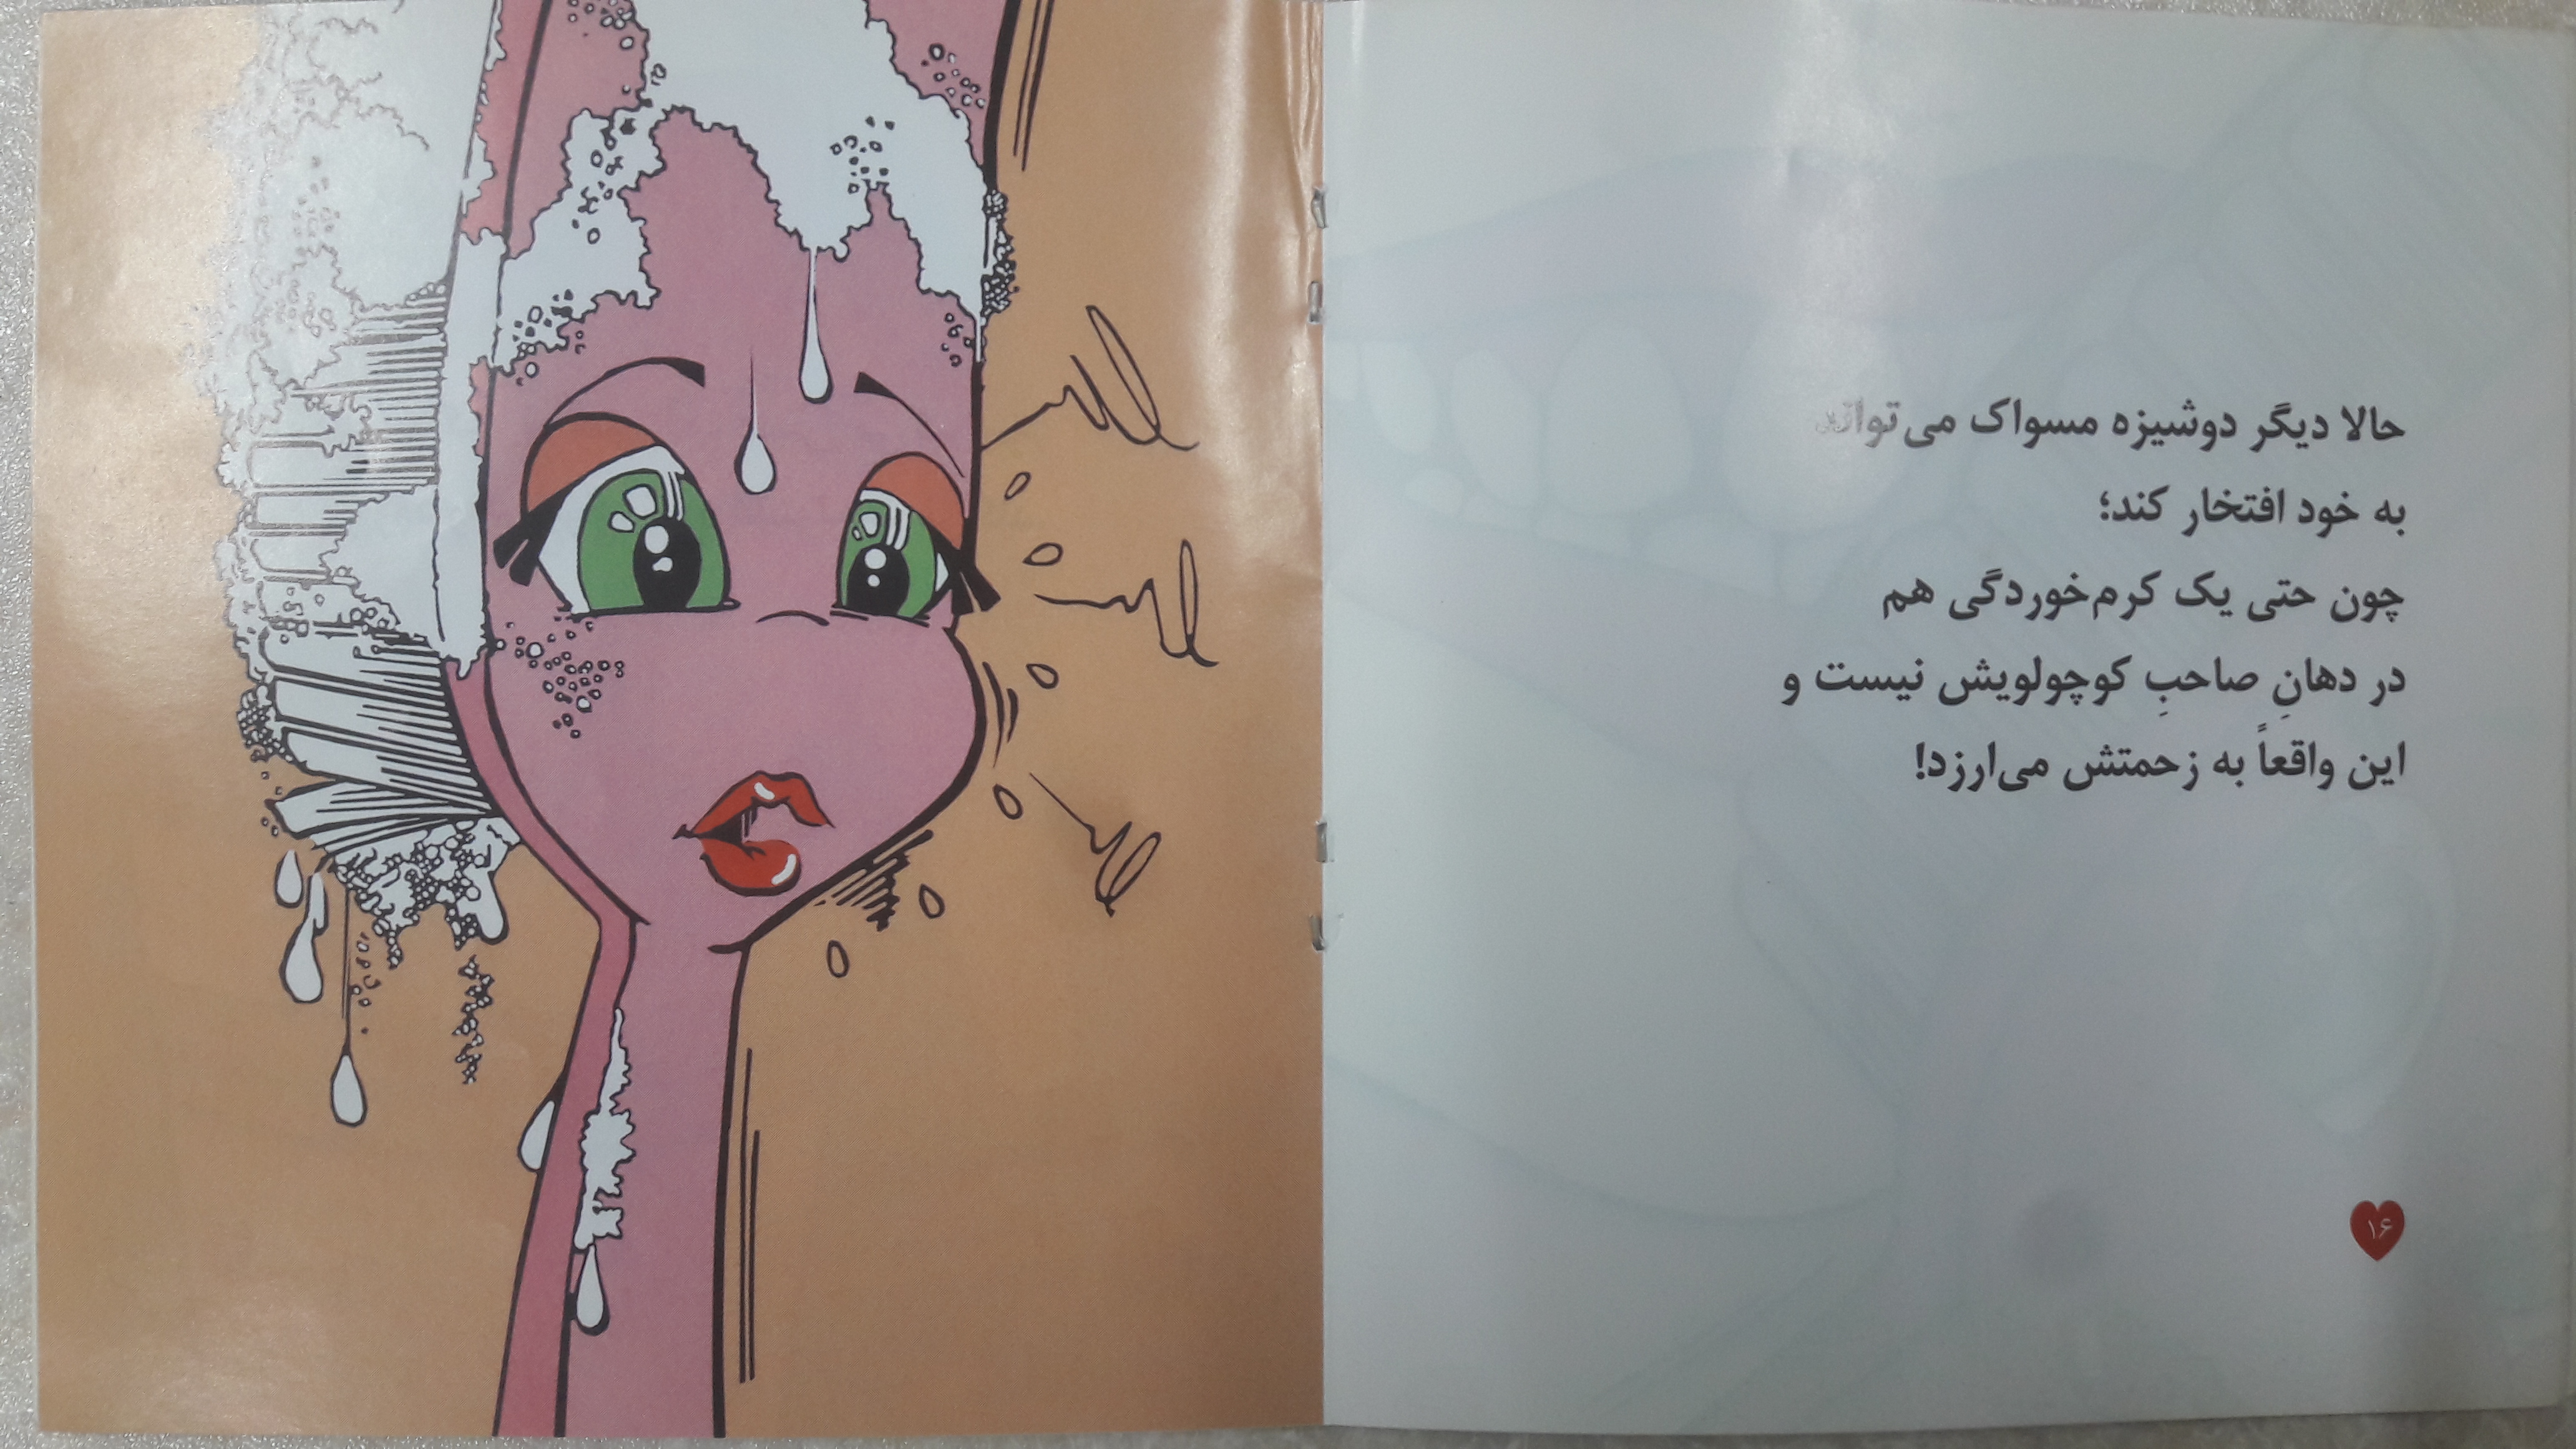 حالا دیگر دوشیزه مسواک می‌تواند
به خود افتخار کند؛
چون حتی یک کرم‌خوردگی هم
در دهانِ صاحبِ کوچولویش نیست و
این واقعاً به زحمتش می‌ارزد!
۱۶